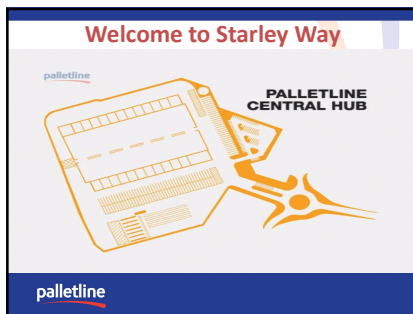 Welcome to Starley Way
palletline
PALLETLINE
CENTRAL HUB
palletline